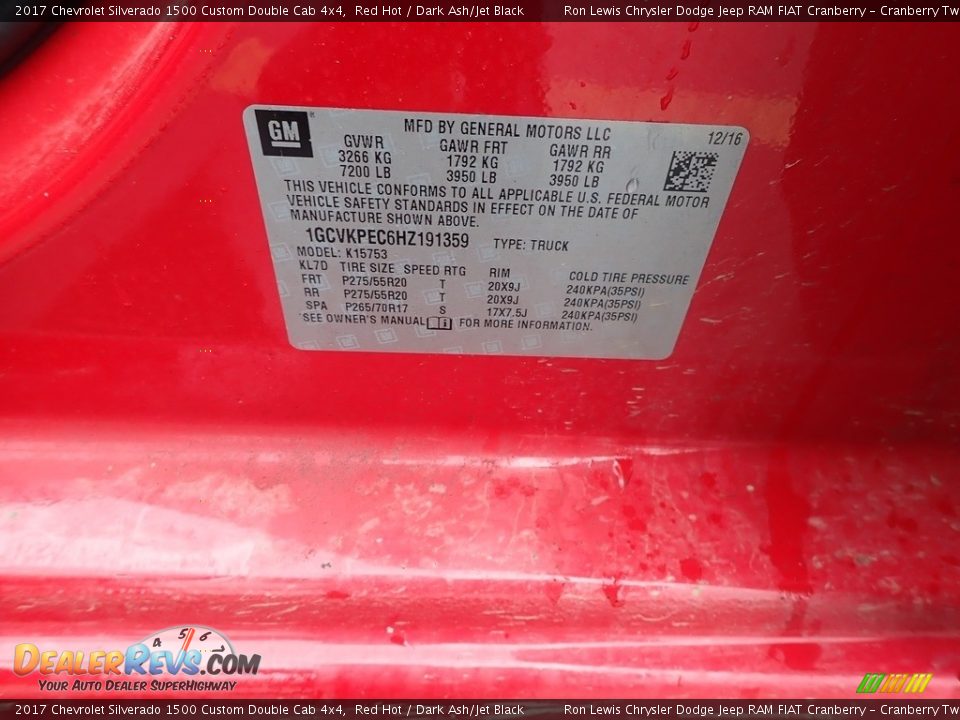 2017 Chevrolet Silverado 1500 Custom Double Cab 4x4, Red Hot / Dark Ash/Jet Black Ron Lewis Chrysler Dodge Jeep RAM FIAT Cranberry - Cranberry Tw
GM ®
MFD BY GENERAL MOTORS LLC 12/16
GVWR GAWR FRT GAWR RR
3266 KG 1792 KG 1792 KG
7200 LB 3950 LB 3950 LB
THIS VEHICLE CONFORMS TO ALL APPLICABLE U.S. FEDERAL MOTOR
VEHICLE SAFETY STANDARDS IN EFFECT ON THE DATE OF
MANUFACTURE SHOWN ABOVE.
1GCVKPEC6HZ191359 TYPE: TRUCK
MODEL: K15753
KL7D TIRE SIZE SPEED RTG RIM COLD TIRE PRESSURE
FRT P275/55R20 T 20X9J 240KPA(35PSI)
RR P275/55R20 T 20X9J 240KPA(35PSI)
SPA P265/70R17 S 17X7.5J 240KPA(35PSI)
SEE OWNER'S MANUAL FOR MORE INFORMATION.
4 5 6
DEALERREVS.COM
YOUR AUTO DEALER SUPERHIGHWAY
2017 Chevrolet Silverado 1500 Custom Double Cab 4x4, Red Hot / Dark Ash/Jet Black Ron Lewis Chrysler Dodge Jeep RAM FIAT Cranberry - Cranberry Tw